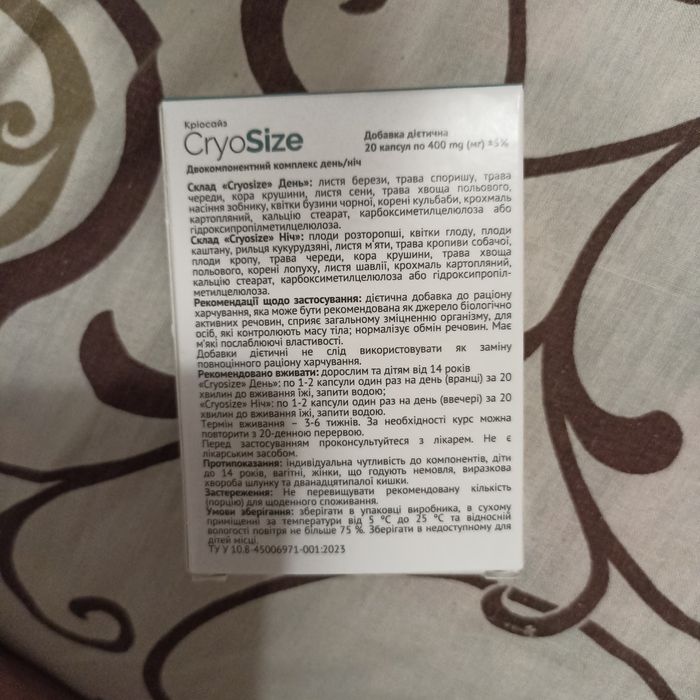 Кріосайз
CryoSize
Добавка дієтична
20 капсул по 400 mg (мг) ±5%
Двокомпонентний комплекс день/ніч
Склад «Cryosize» День»: листя берези, трава споришу, трава
череди, кора крушини, листя сени, трава хвоща польового,
насіння зобнику, квітки бузини чорної, корені кульбаби, крохмаль
картопляний, кальцію стеарат, карбоксиметилцелюлоза або
гідроксипропілметилцелюлоза.
Склад «Cryosize» Ніч»: плоди розторопші, квітки глоду, плоди
каштану, рильця кукурудзяні, листя м'яти, трава кропиви собачої,
плоди кропу, трава череди, кора крушини, трава хвоща
польового, корені лопуху, листя шавлії, крохмаль картопляний,
кальцію стеарат, карбоксиметилцелюлоза або гідроксипропіл-
метилцелюлоза.
Рекомендації щодо застосування: дієтична добавка до раціону
харчування, яка може бути рекомендована як джерело біологічно
активних речовин, сприяє загальному зміцненню організму, для
осіб, які контролюють масу тіла; нормалізує обмін речовин. Має
м'які послаблюючі властивості.
Добавки дієтичні не слід використовувати як заміну
повноцінного раціону харчування.
Рекомендовано вживати: дорослим та дітям від 14 років
«Cryosize» День»: по 1-2 капсули один раз на день (вранці) за 20
хвилин до вживання їжі, запити водою;
«Cryosize» Ніч»: по 1-2 капсули один раз на день (ввечері) за 20
хвилин до вживання їжі, запити водою.
Термін вживання – 3-6 тижнів. За необхідності курс можна
повторити з 20-денною перервою.
Перед застосуванням проконсультуйтеся з лікарем. Не є
лікарським засобом.
Протипоказання: індивідуальна чутливість до компонентів, діти
до 14 років, вагітні, жінки, що годують немовля, виразкова
хвороба шлунку та дванадцятипалої кишки.
Застереження: Не перевищувати рекомендовану кількість
(порцію) для щоденного споживання.
Умови зберігання: зберігати в упаковці виробника, в сухому
приміщенні за температури від 5 °С до 25 °С та відносній
вологості повітря не більше 75 %. Зберігати в недоступному для
дітей місці.
ТУ У 10.8-45006971-001:2023